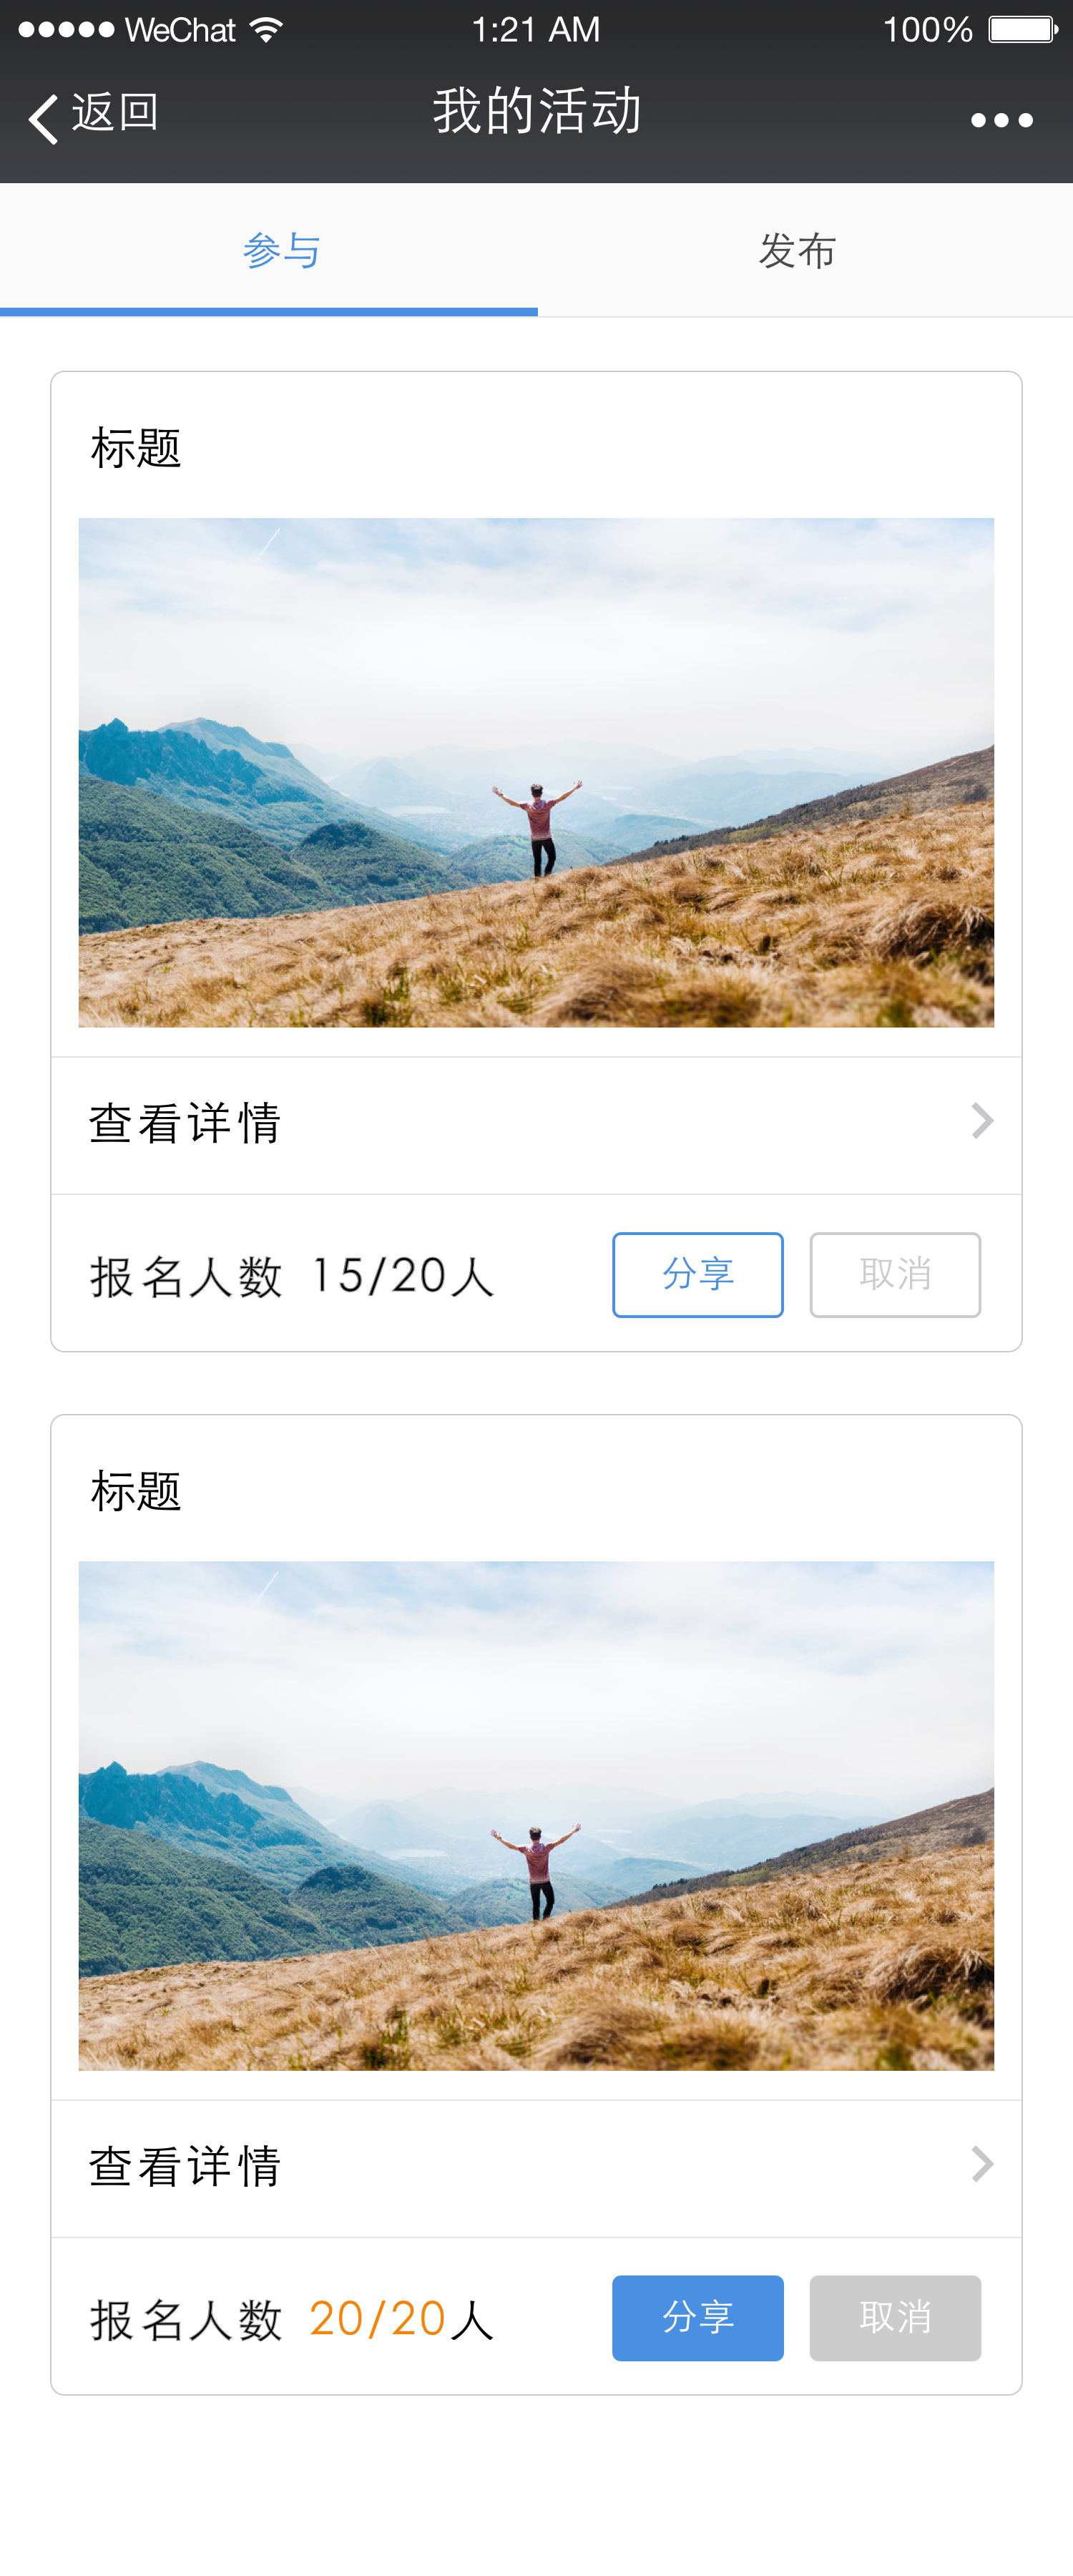 WeChat 1:21 AM 100%
返回 我的活动
参与 发布
标题
查看详情
报名人数 15/20人 分享 取消
标题
查看详情
报名人数 20/20人 分享 取消